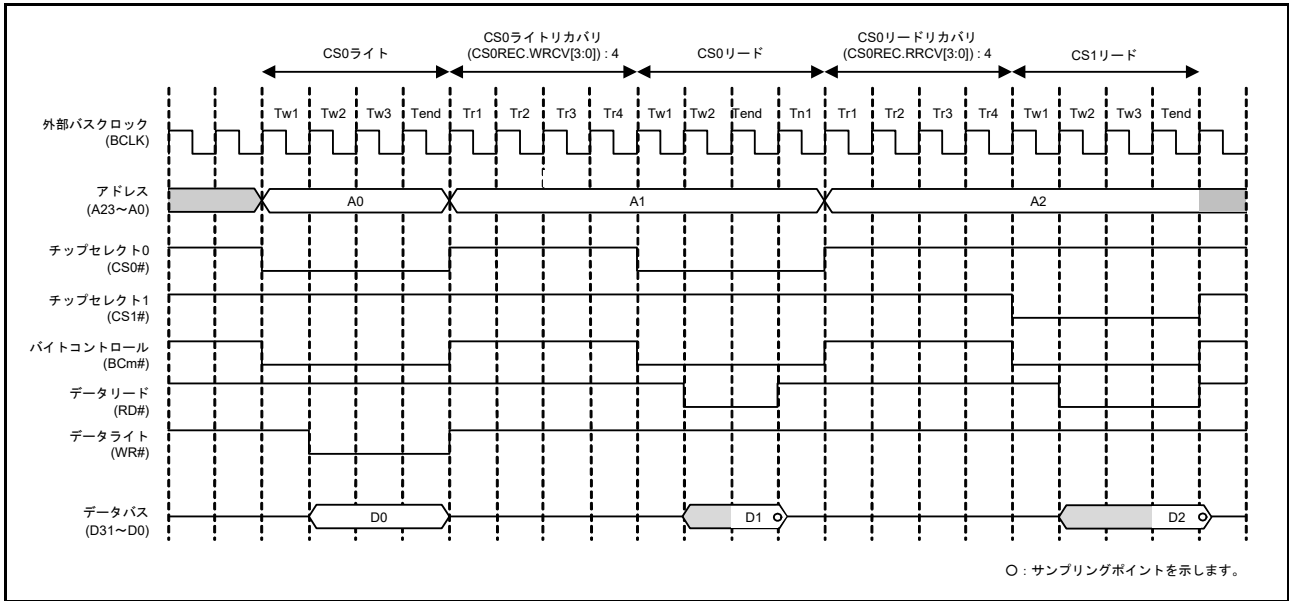 CS0ライト
CS0ライトリカバリ
(CS0REC.WRCV[3:0]) : 4
CS0リード
CS0リードリカバリ
(CS0REC.RRCV[3:0]) : 4
CS1リード
外部バスクロック
(BCLK)
Tw1 Tw2 Tw3 Tend Tr1 Tr2 Tr3 Tr4 Tw1 Tw2 Tend Tn1 Tr1 Tr2 Tr3 Tr4 Tw1 Tw2 Tw3 Tend
アドレス
(A23～A0)
A0 A1 A2
チップセレクト0
(CS0#)
チップセレクト1
(CS1#)
バイトコントロール
(BCm#)
データリード
(RD#)
データライト
(WR#)
データバス
(D31～D0)
D0 D1 D2
○ : サンプリングポイントを示します。